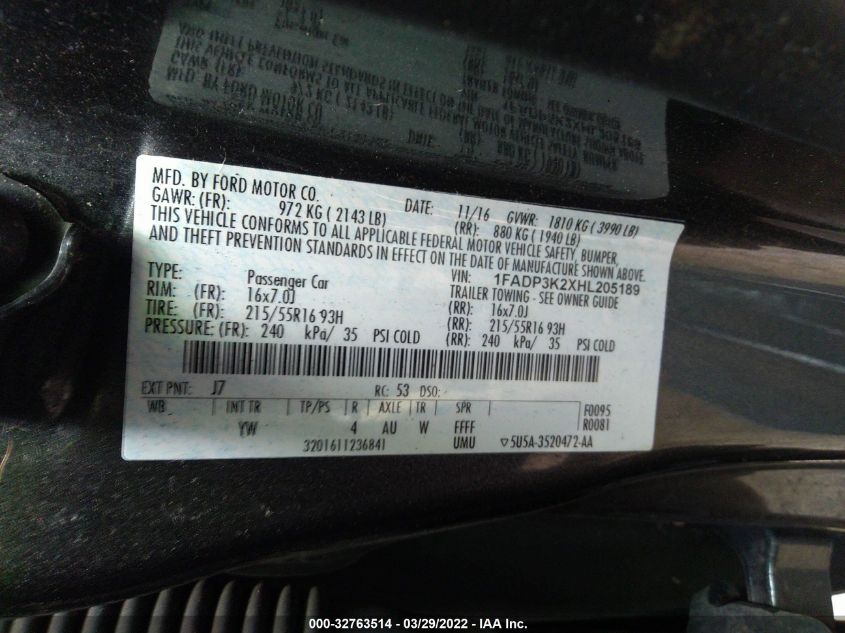 MFD. BY FORD MOTOR CO.
DATE: 11/16 GVWR: 1810 KG ( 3990 LB)
GAWR: (FR): 972 KG ( 2143 LB) (RR): 880 KG ( 1940 LB)
THIS VEHICLE CONFORMS TO ALL APPLICABLE FEDERAL MOTOR VEHICLE SAFETY, BUMPER,
AND THEFT PREVENTION STANDARDS IN EFFECT ON THE DATE OF MANUFACTURE SHOWN ABOVE.
VIN: 1FADP3K2XHL205189
TYPE: Passenger Car TRAILER TOWING - SEE OWNER GUIDE
RIM: (FR): 16x7.0J (RR): 16x7.0J
TIRE: (FR): 215/55R16 93H (RR): 215/55R16 93H
PRESSURE: (FR): 240 kPa/ 35 PSI COLD (RR): 240 kPa/ 35 PSI COLD
EXT PNT: J7 RC: 53 DSO:
WB INT TR TP/PS R AXLE TR SPR F0095
YW 4 AU W FFFF R0081
3201611236841 UMU ▽5U5A-3520472-AA
000-32763514 - 03/29/2022 - IAA Inc.